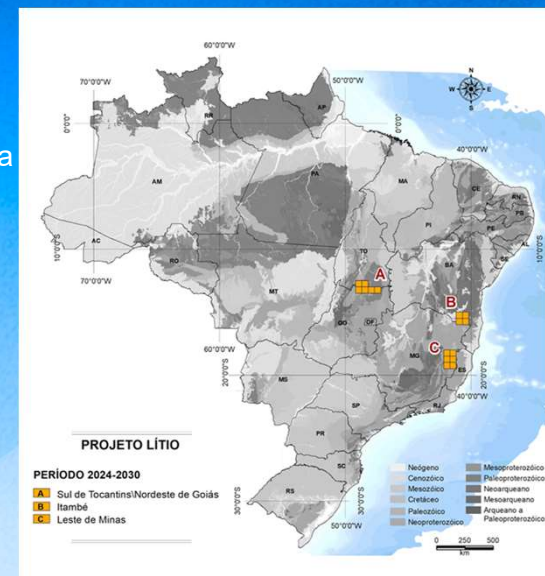 a
60°0'0"W
70°0'0"W
50°0'0"W
N
W
E
S
0°0'0"
RR
AP
0°0'0"
40°0'0"W
AM
PA
MA
CE
RN
PB
PE
AL
SE
PI
10°0'0"S
AC
RO
TO
BA
10°0'0"S
70°0'0"W
MT
A
B
GO
DF
C
MG
ES
60°0'0"W
20°0'0"S
MS
SP
RJ
20°0'0"S
40°0'0"W
PR
SC
RS
30°0'0"S
30°0'0"S
50°0'0"W
PROJETO LÍTIO
PERÍODO 2024-2030
A Sul de Tocantins\Nordeste de Goiás
B Itambé
C Leste de Minas
Neógeno
Cenozóico
Mesozóico
Cretáceo
Paleozóico
Neoproterozóico
Mesoproterozóico
Paleoproterozóico
Neoarqueano
Mesoarqueano
Arqueano a
Paleoproterozóico
0 250 500
km